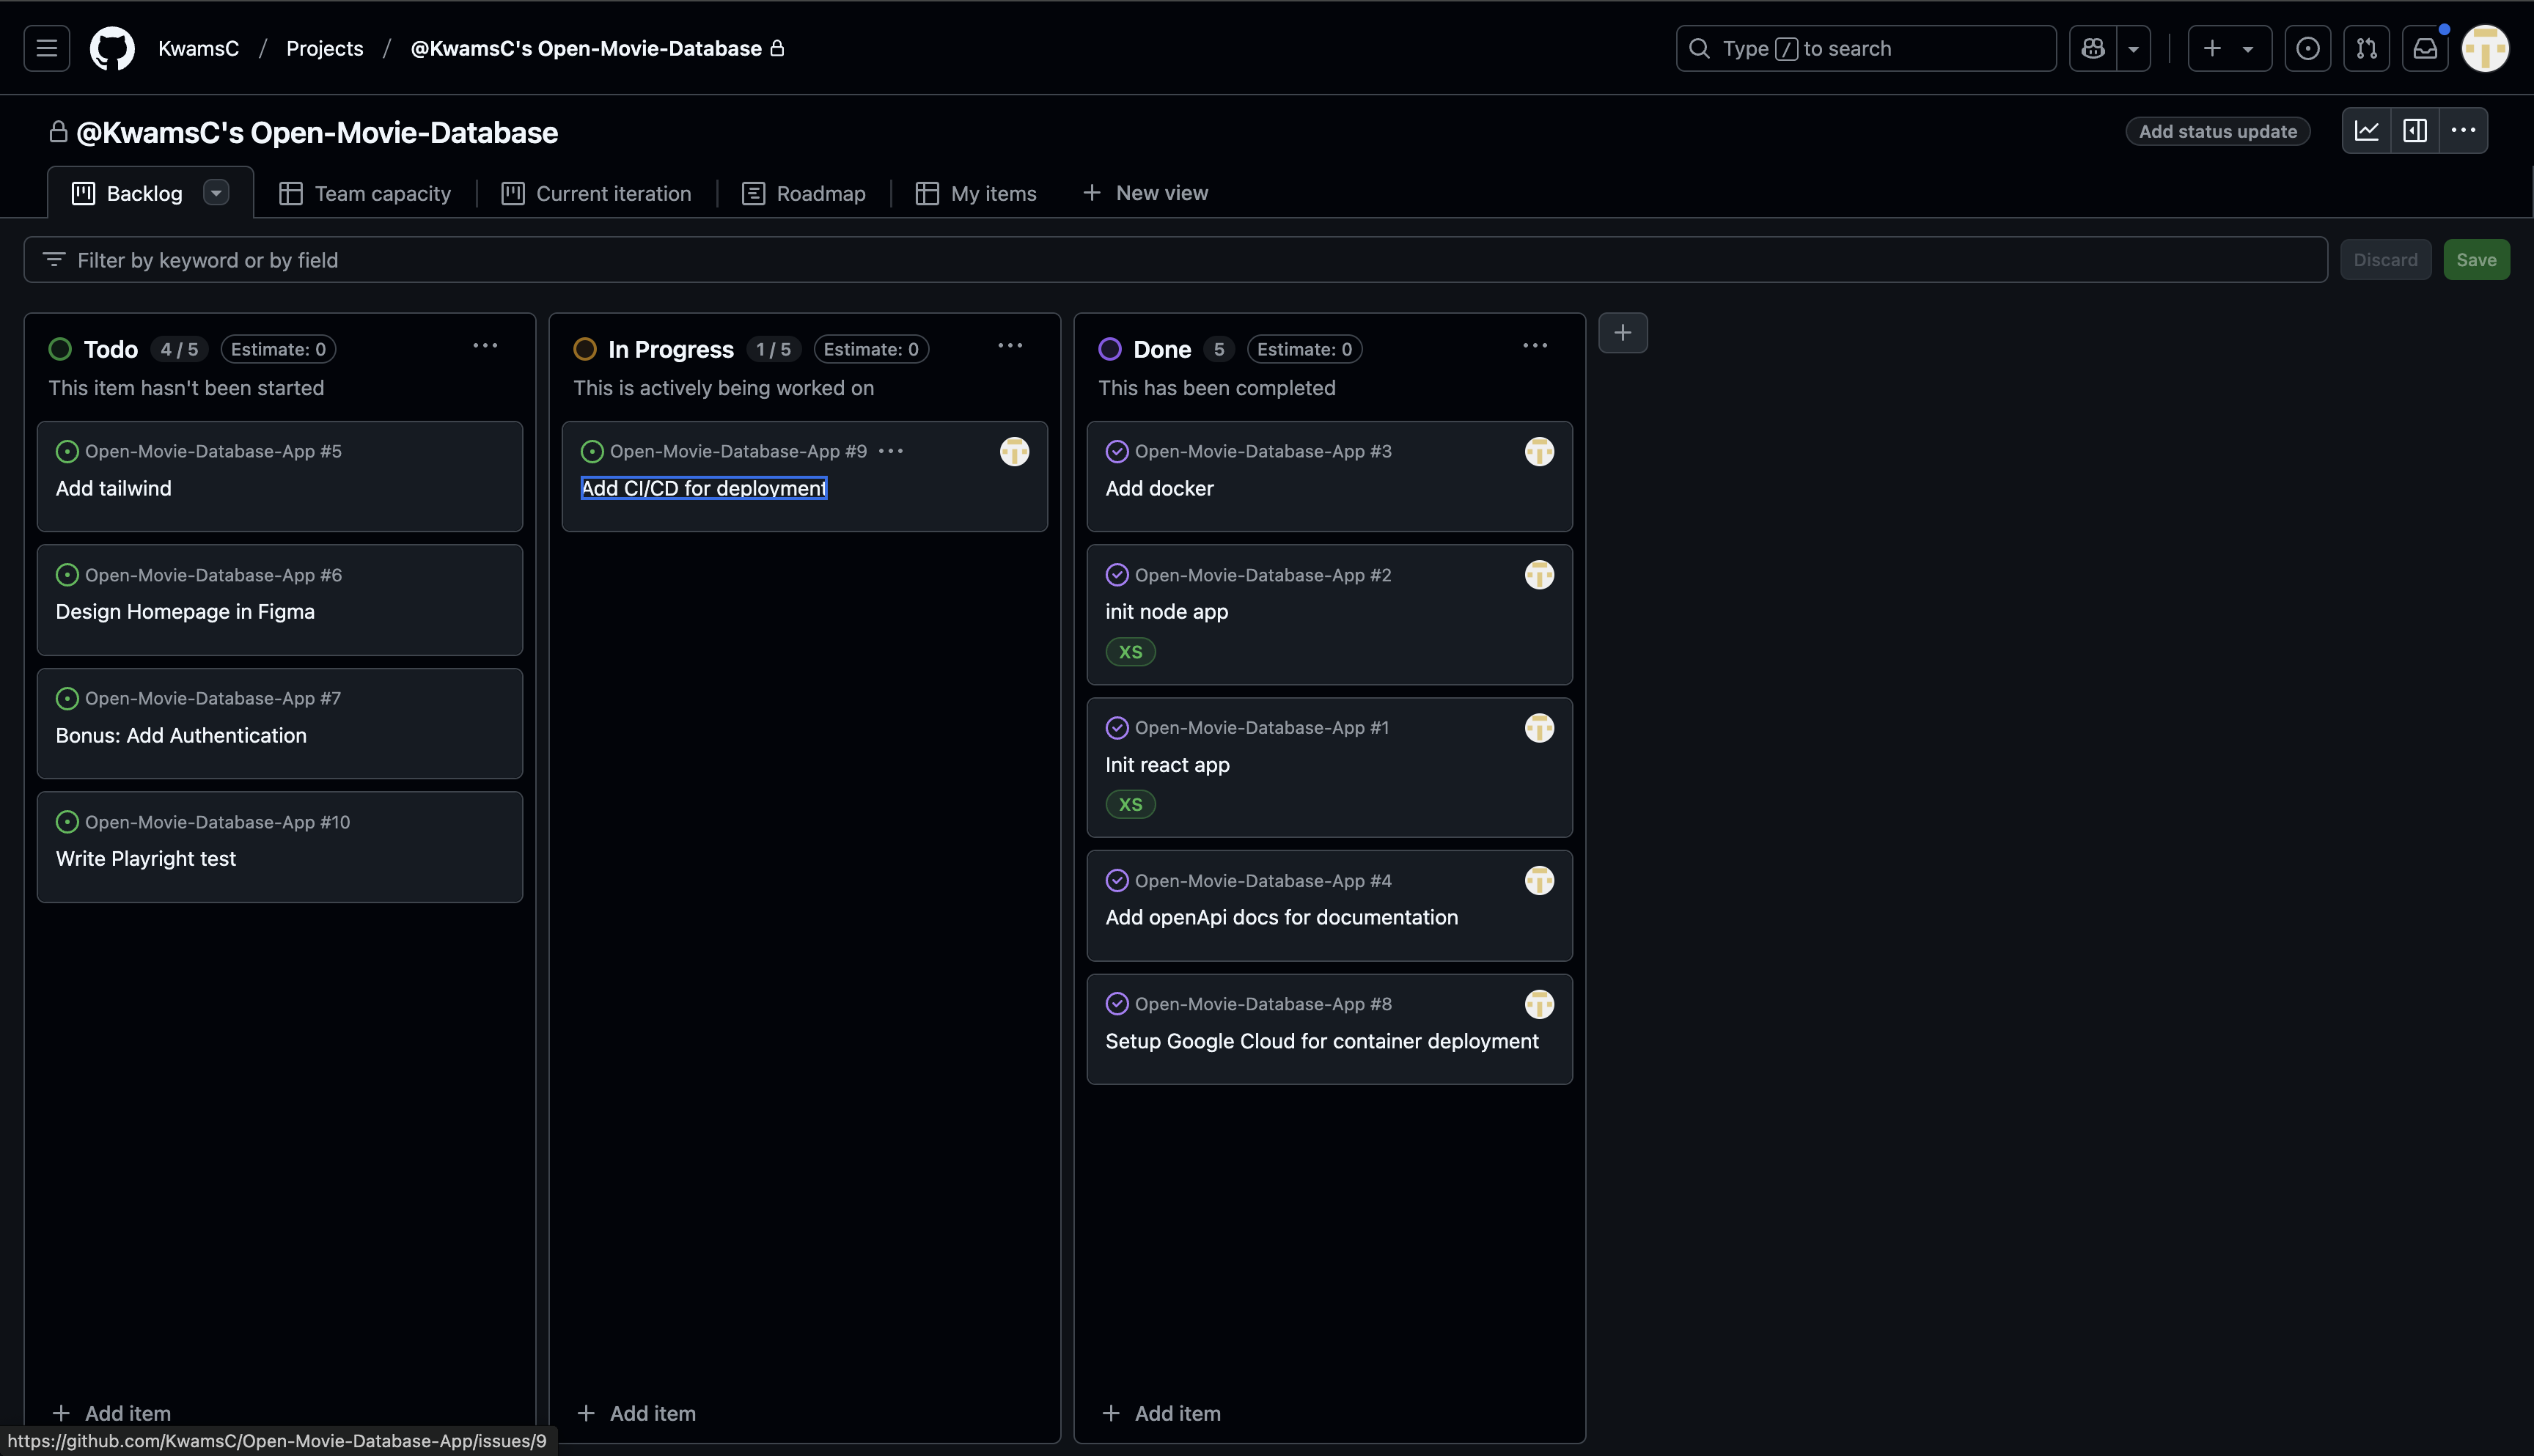 KwamsC / Projects / @KwamsC's Open-Movie-Database
Type / to search
@KwamsC's Open-Movie-Database
Add status update
Backlog
Team capacity
Current iteration
Roadmap
My items
+ New view
Filter by keyword or by field
Discard
Save
Todo 4 / 5 Estimate: 0
This item hasn't been started
Open-Movie-Database-App #5
Add tailwind
Open-Movie-Database-App #6
Design Homepage in Figma
Open-Movie-Database-App #7
Bonus: Add Authentication
Open-Movie-Database-App #10
Write Playright test
+ Add item
In Progress 1 / 5 Estimate: 0
This is actively being worked on
Open-Movie-Database-App #9
Add CI/CD for deployment
+ Add item
Done 5 Estimate: 0
This has been completed
Open-Movie-Database-App #3
Add docker
Open-Movie-Database-App #2
init node app
XS
Open-Movie-Database-App #1
Init react app
XS
Open-Movie-Database-App #4
Add openApi docs for documentation
Open-Movie-Database-App #8
Setup Google Cloud for container deployment
+ Add item
https://github.com/KwamsC/Open-Movie-Database-App/issues/9